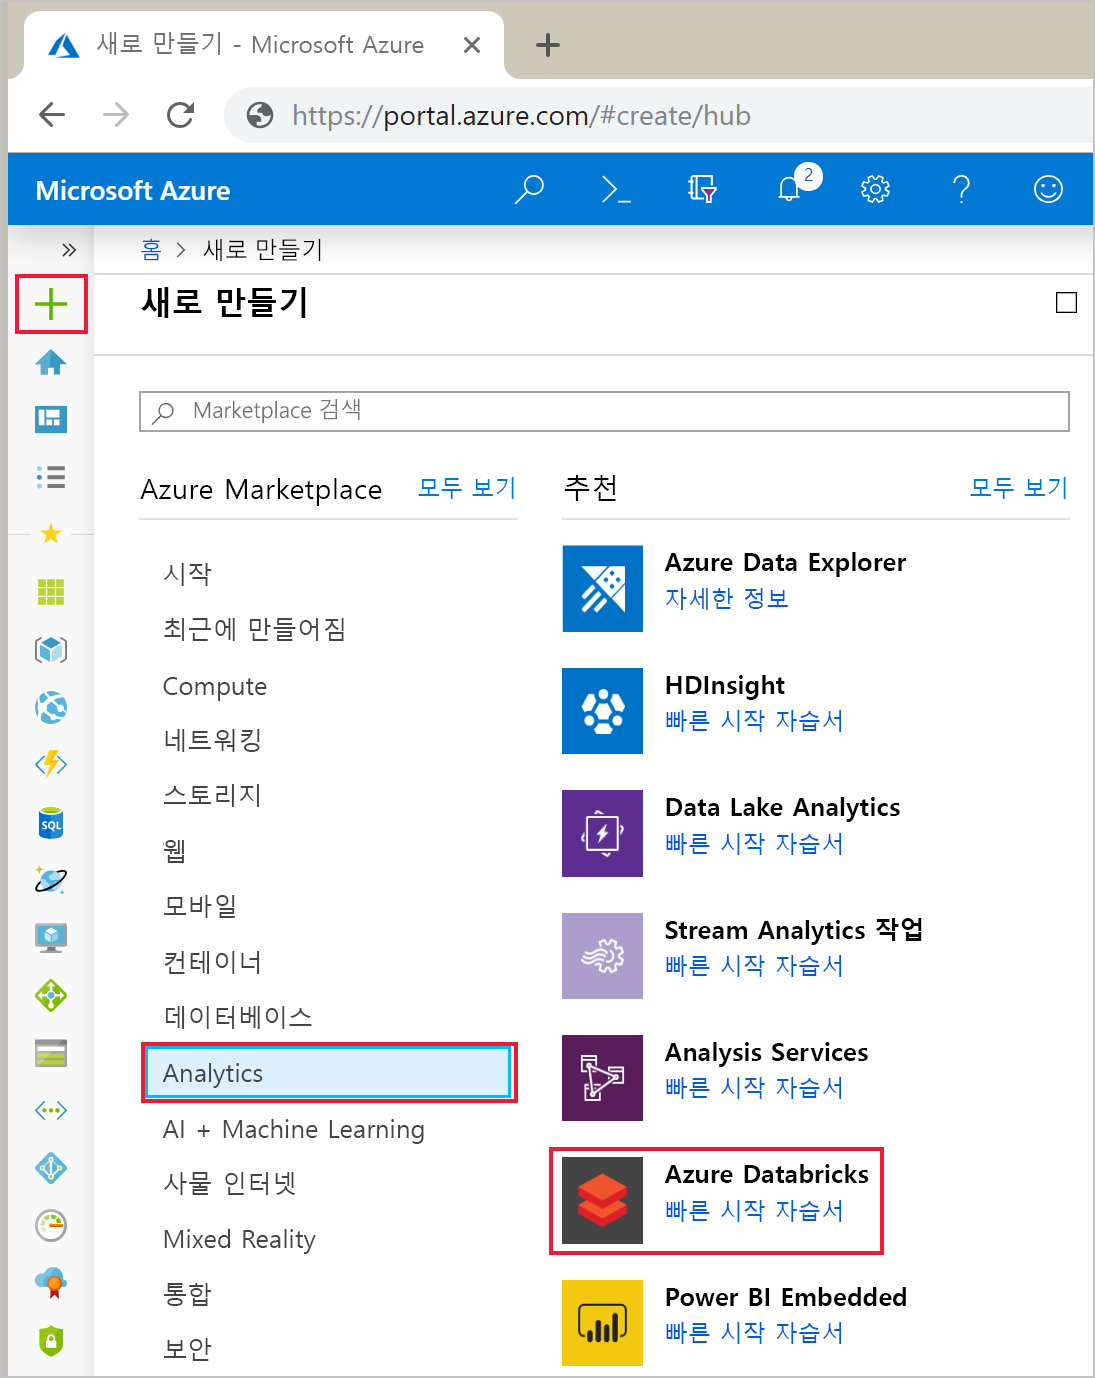 새로 만들기 - Microsoft Azure
https://portal.azure.com/#create/hub
Microsoft Azure
2
홈 > 새로 만들기
새로 만들기
Marketplace 검색
Azure Marketplace 모두 보기
시작
최근에 만들어짐
Compute
네트워킹
스토리지
웹
모바일
컨테이너
데이터베이스
Analytics
AI + Machine Learning
사물 인터넷
Mixed Reality
통합
보안
추천 모두 보기
Azure Data Explorer
자세한 정보
HDInsight
빠른 시작 자습서
Data Lake Analytics
빠른 시작 자습서
Stream Analytics 작업
빠른 시작 자습서
Analysis Services
빠른 시작 자습서
Azure Databricks
빠른 시작 자습서
Power BI Embedded
빠른 시작 자습서
SQL